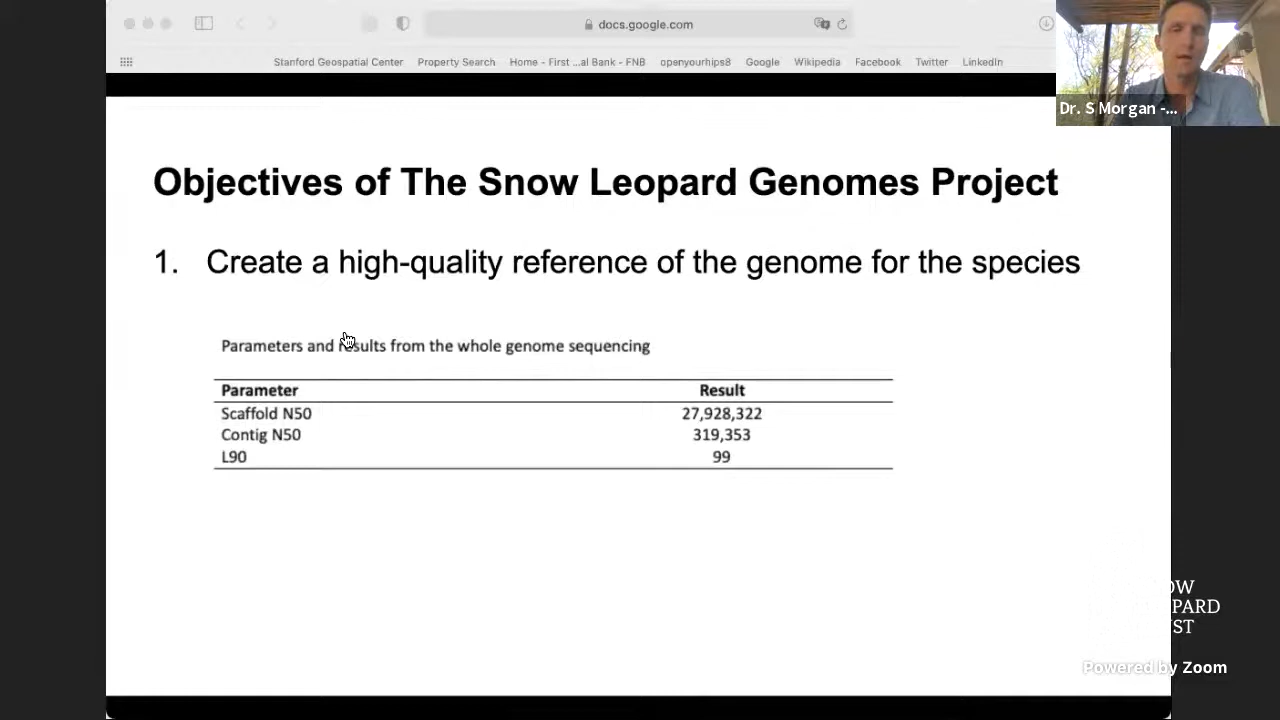 docs.google.com
Stanford Geospatial Center Property Search Home - First ...al Bank - FNB openyourhips8 Google Wikipedia Facebook Twitter LinkedIn
Dr. S Morgan -...
Objectives of The Snow Leopard Genomes Project
1. Create a high-quality reference of the genome for the species
Parameters and results from the whole genome sequencing
Parameter Result
Scaffold N50 27,928,322
Contig N50 319,353
L90 99
OW
PARD
ST
Powered by Zoom